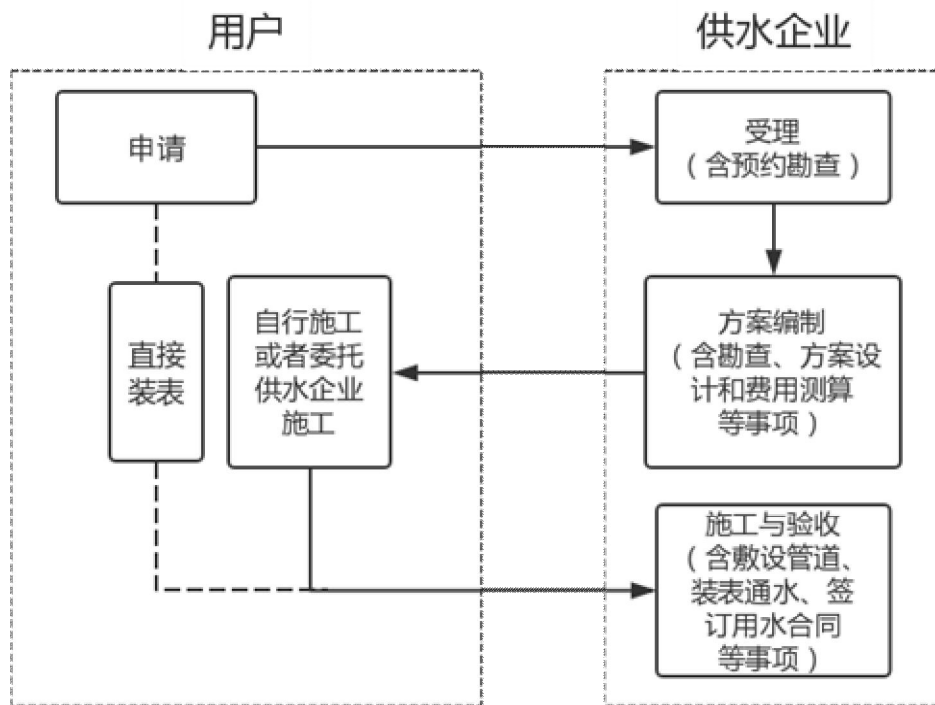 用户
供水企业
申请
受理
（含预约勘查）
直接
装表
自行施工
或者委托
供水企业
施工
方案编制
（含勘查、方案设
计和费用测算
等事项）
施工与验收
（含敷设管道、
装表通水、签
订用水合同
等事项）